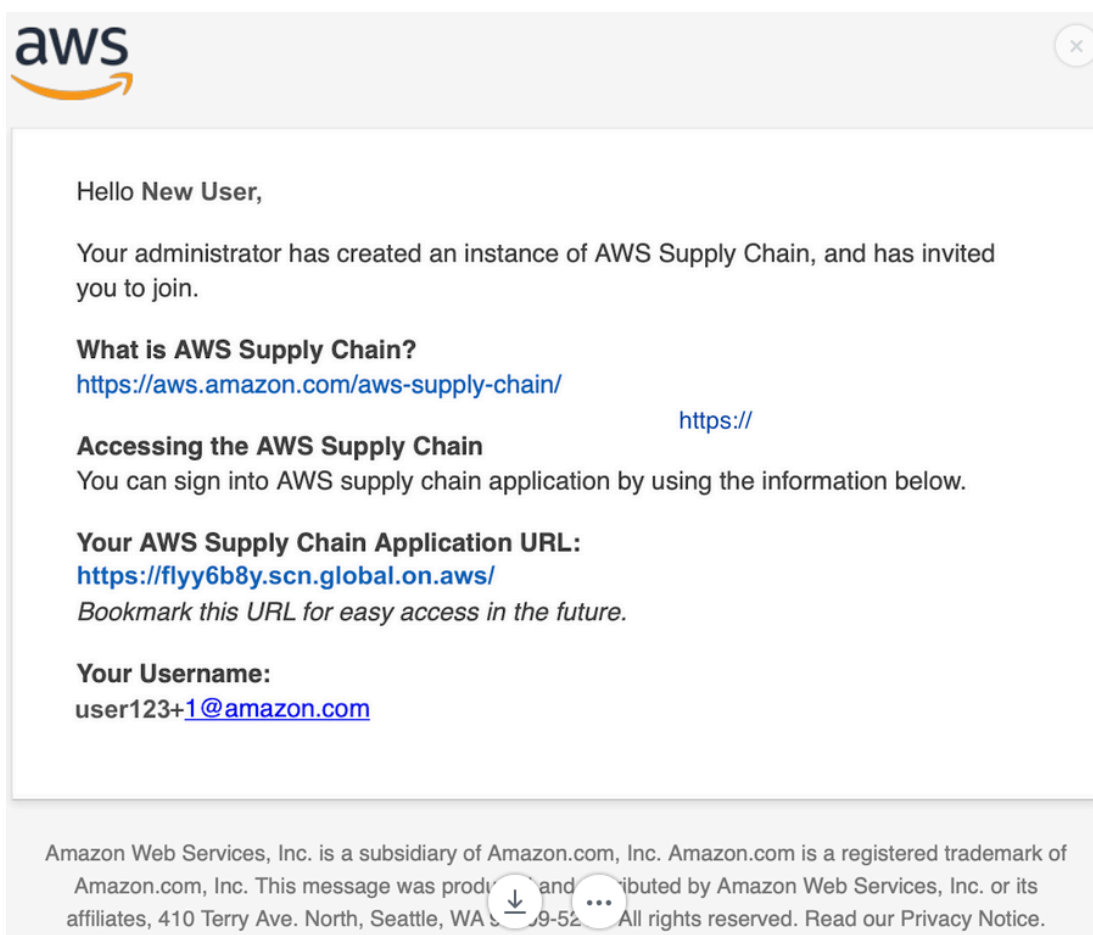 aws
Hello New User,
Your administrator has created an instance of AWS Supply Chain, and has invited
you to join.
What is AWS Supply Chain?
https://aws.amazon.com/aws-supply-chain/
https://
Accessing the AWS Supply Chain
You can sign into AWS supply chain application by using the information below.
Your AWS Supply Chain Application URL:
https://flyy6b8y.scn.global.on.aws/
Bookmark this URL for easy access in the future.
Your Username:
user123+1@amazon.com
Amazon Web Services, Inc. is a subsidiary of Amazon.com, Inc. Amazon.com is a registered trademark of
Amazon.com, Inc. This message was and by Amazon Web Services, Inc. or its
affiliates, 410 Terry Ave. North, Seattle, WA All rights reserved. Read our Privacy Notice.